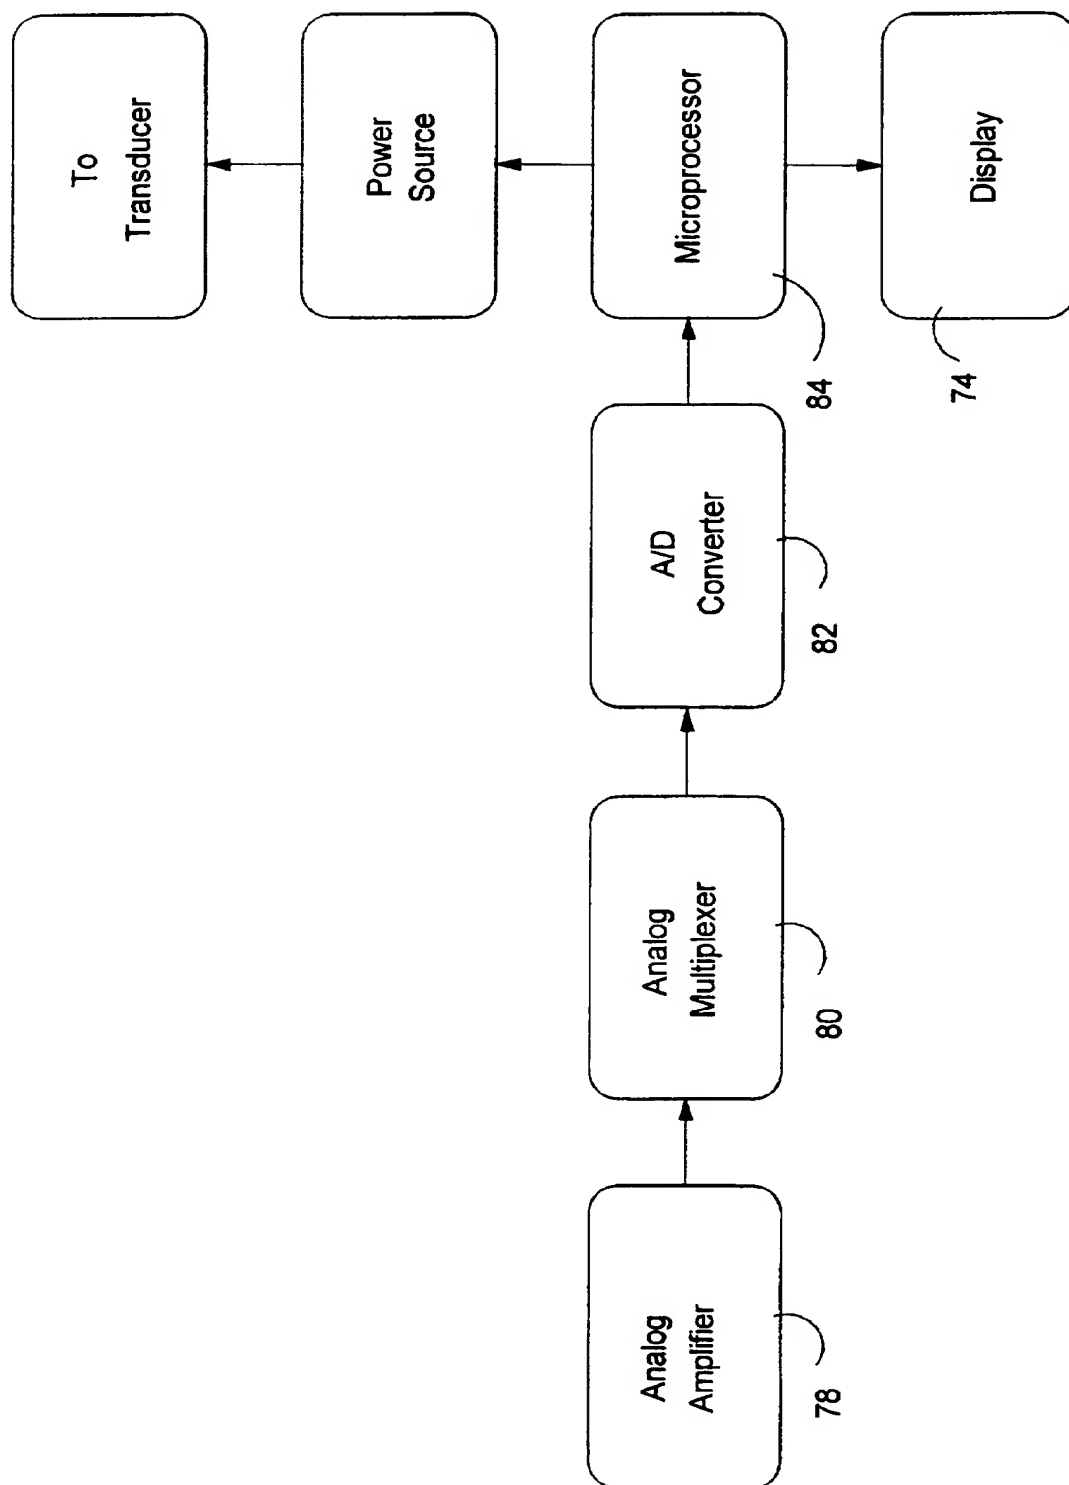 To
Transducer
Power
Source
Analog
Amplifier
78
Analog
Multiplexer
80
A/D
Converter
82
Microprocessor
84
Display
74